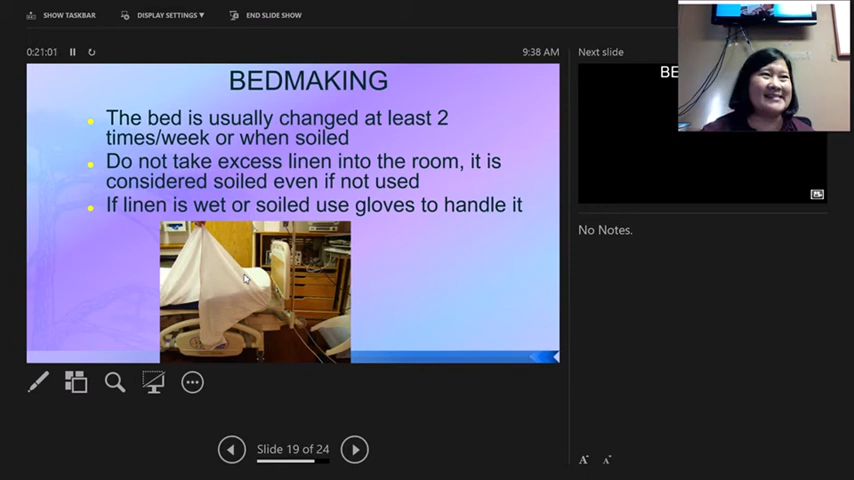 SHOW TASKBAR
DISPLAY SETTINGS ▼
END SLIDE SHOW
0:21:01
9:38 AM
Next slide
BEDMAKING
The bed is usually changed at least 2
times/week or when soiled
Do not take excess linen into the room, it is
considered soiled even if not used
If linen is wet or soiled use gloves to handle it
BE
No Notes.
Slide 19 of 24
A A